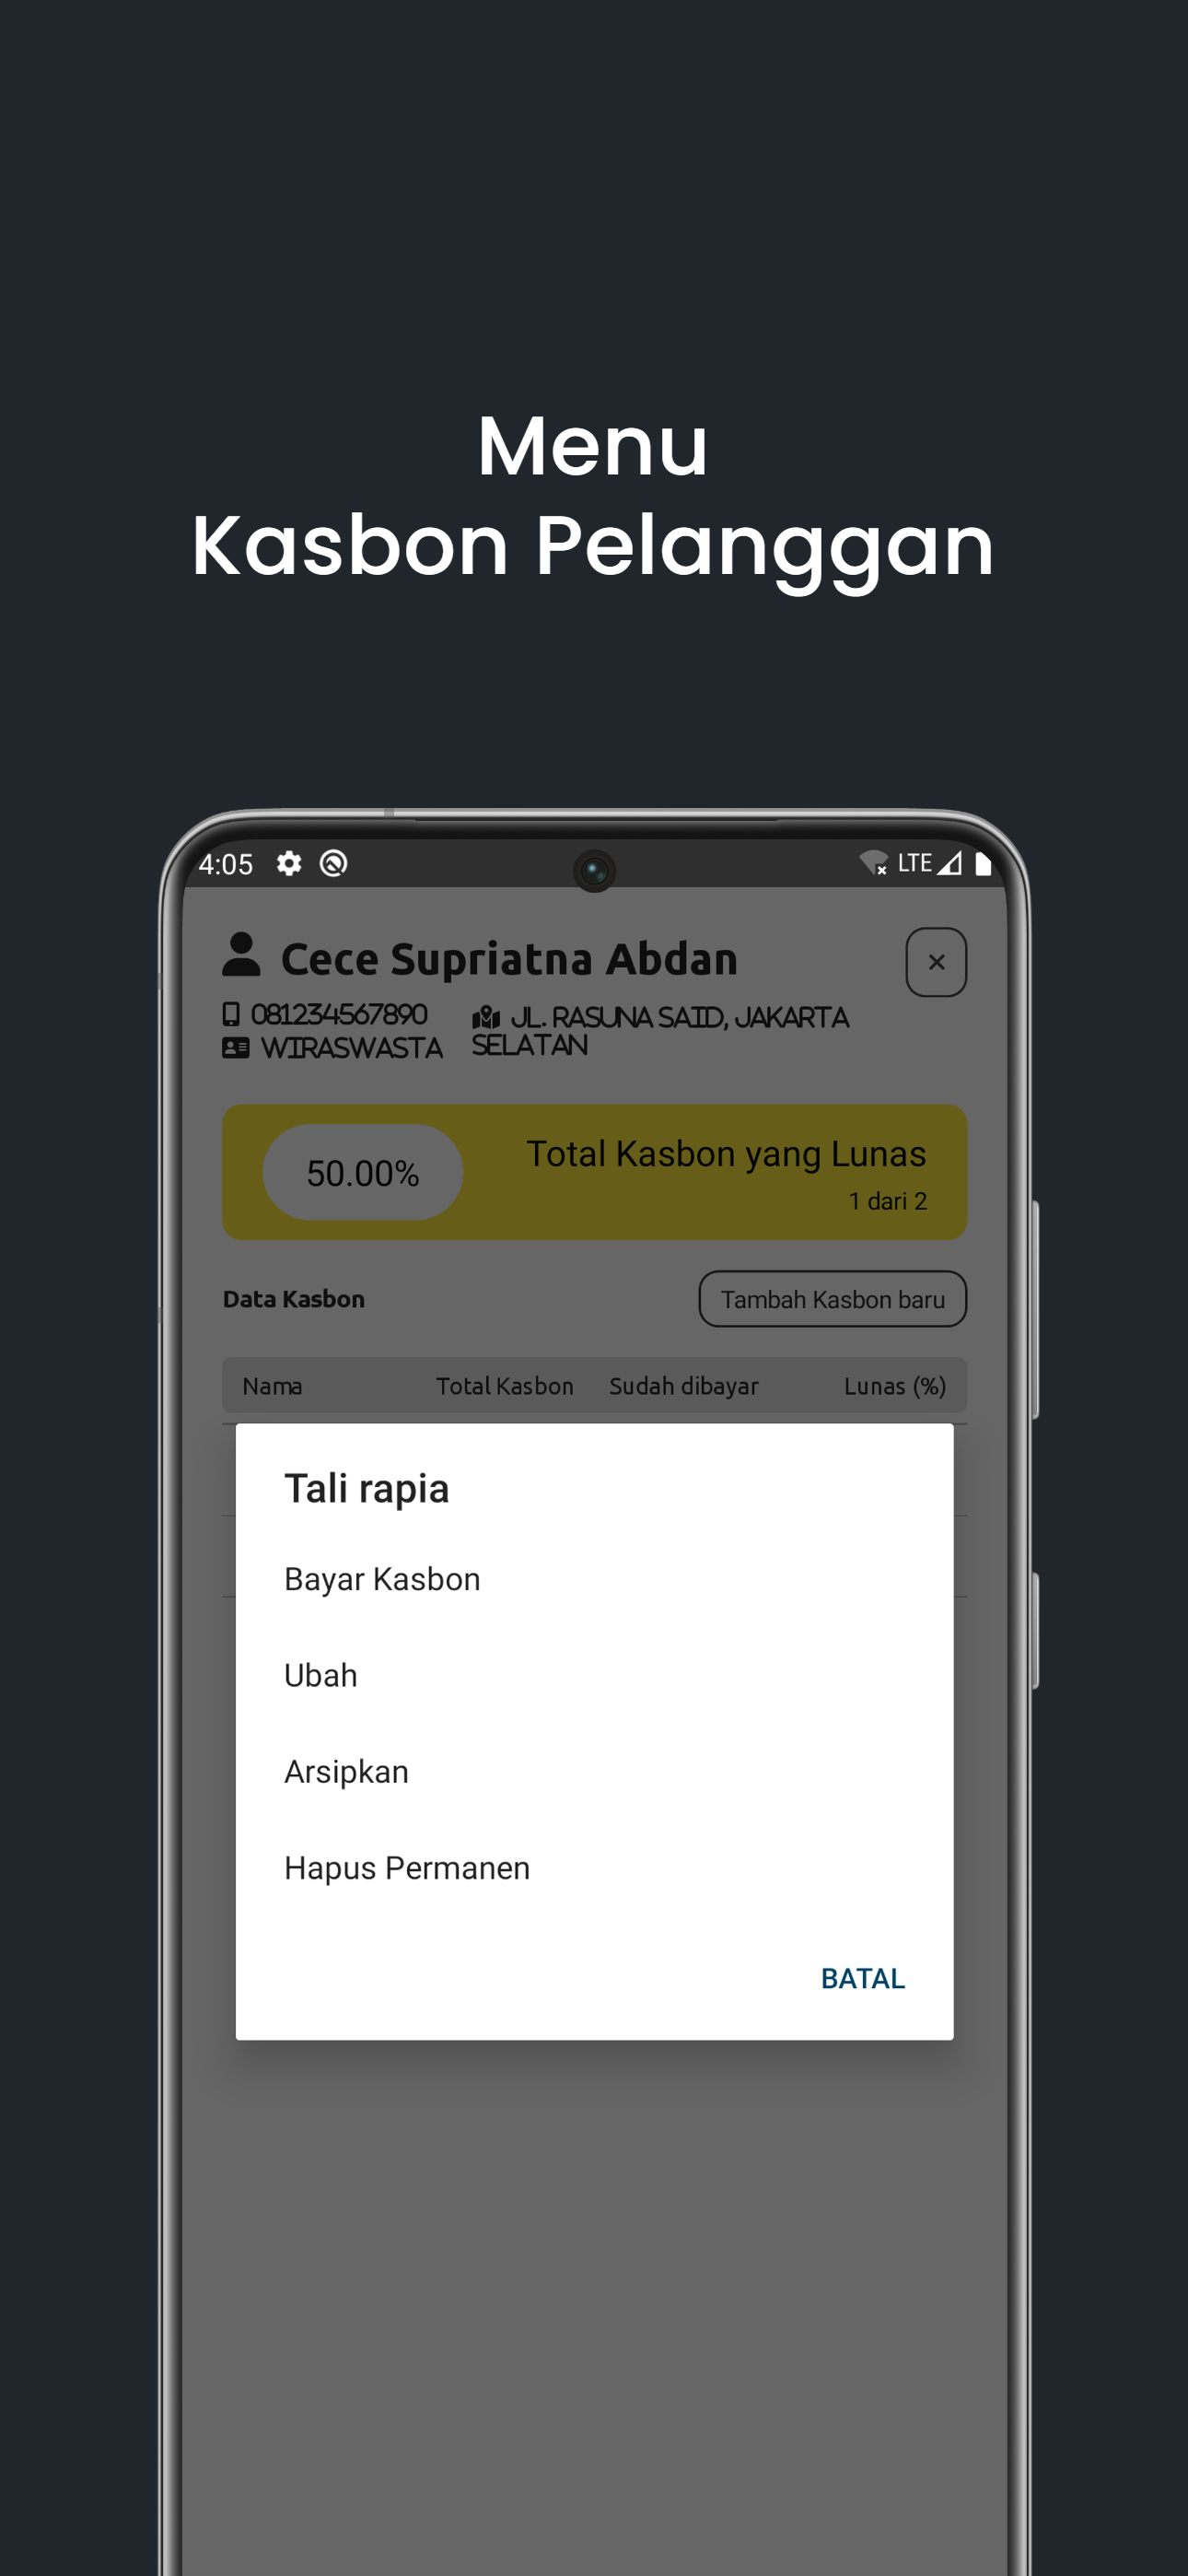 Menu
Kasbon Pelanggan
4:05
LTE
Cece Supriatna Abdan
×
081234567890
JL. RASUNA SAID, JAKARTA
SELATAN
WIRASWASTA
50.00%
Total Kasbon yang Lunas
1 dari 2
Data Kasbon
Tambah Kasbon baru
Nama Total Kasbon Sudah dibayar Lunas (%)
Tali rapia
Bayar Kasbon
Ubah
Arsipkan
Hapus Permanen
BATAL